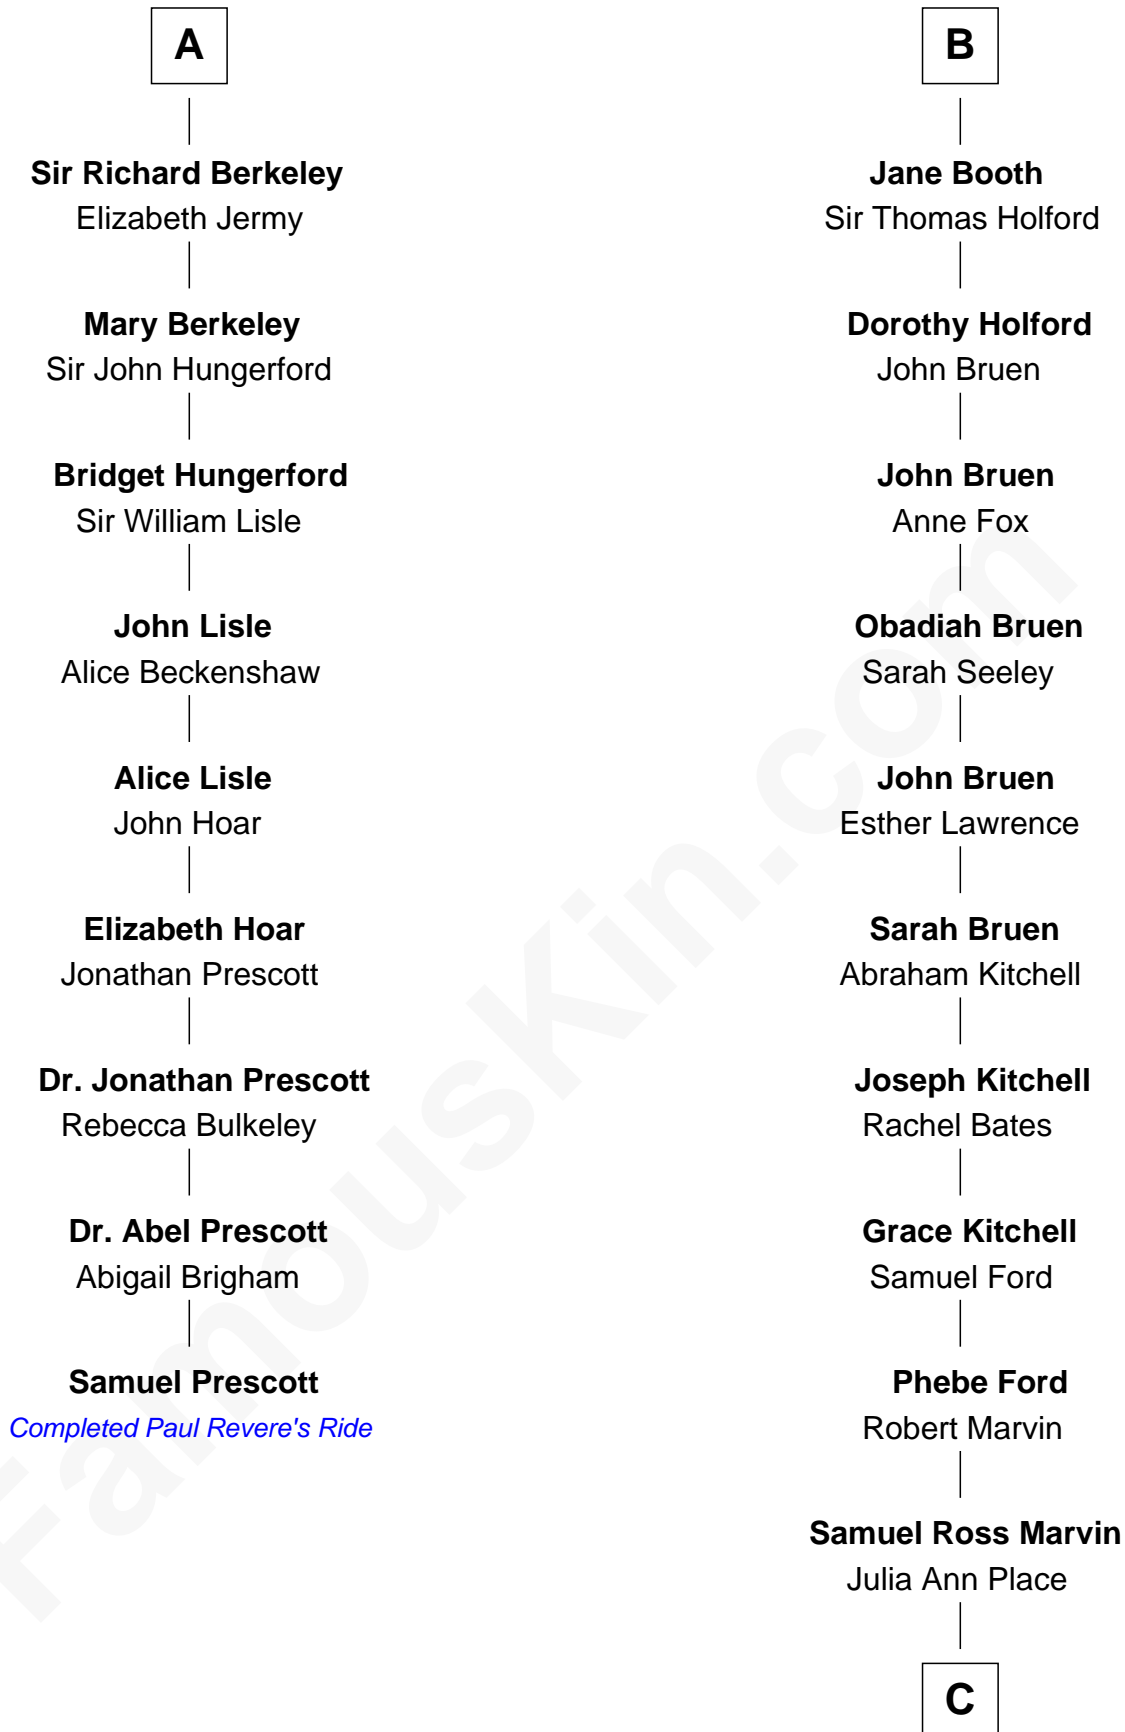 A
Sir Richard Berkeley
Elizabeth Jermy
Mary Berkeley
Sir John Hungerford
Bridget Hungerford
Sir William Lisle
John Lisle
Alice Beckenshaw
Alice Lisle
John Hoar
Elizabeth Hoar
Jonathan Prescott
Dr. Jonathan Prescott
Rebecca Bulkeley
Dr. Abel Prescott
Abigail Brigham
Samuel Prescott
Completed Paul Revere's Ride
B
Jane Booth
Sir Thomas Holford
Dorothy Holford
John Bruen
John Bruen
Anne Fox
Obadiah Bruen
Sarah Seeley
John Bruen
Esther Lawrence
Sarah Bruen
Abraham Kitchell
Joseph Kitchell
Rachel Bates
Grace Kitchell
Samuel Ford
Phebe Ford
Robert Marvin
Samuel Ross Marvin
Julia Ann Place
C
FamousKin.com